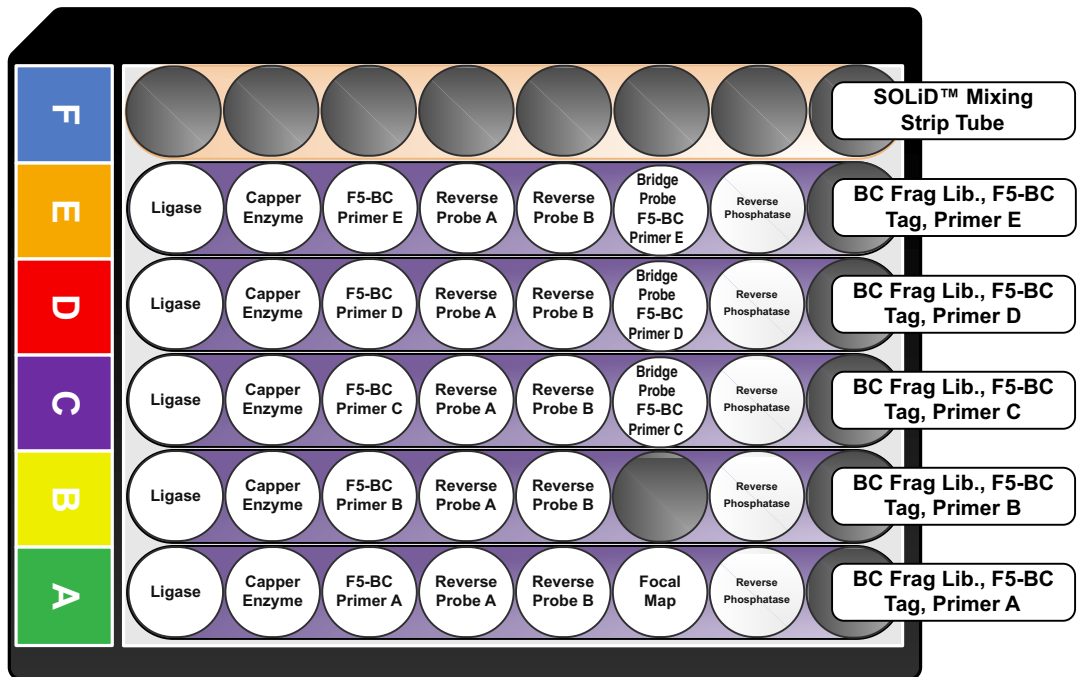 F
SOLiD™ Mixing
Strip Tube
E
Ligase
Capper
Enzyme
F5-BC
Primer E
Reverse
Probe A
Reverse
Probe B
Bridge
Probe
F5-BC
Primer E
Reverse
Phosphatase
BC Frag Lib., F5-BC
Tag, Primer E
D
Ligase
Capper
Enzyme
F5-BC
Primer D
Reverse
Probe A
Reverse
Probe B
Bridge
Probe
F5-BC
Primer D
Reverse
Phosphatase
BC Frag Lib., F5-BC
Tag, Primer D
C
Ligase
Capper
Enzyme
F5-BC
Primer C
Reverse
Probe A
Reverse
Probe B
Bridge
Probe
F5-BC
Primer C
Reverse
Phosphatase
BC Frag Lib., F5-BC
Tag, Primer C
B
Ligase
Capper
Enzyme
F5-BC
Primer B
Reverse
Probe A
Reverse
Probe B
Reverse
Phosphatase
BC Frag Lib., F5-BC
Tag, Primer B
A
Ligase
Capper
Enzyme
F5-BC
Primer A
Reverse
Probe A
Reverse
Probe B
Focal
Map
Reverse
Phosphatase
BC Frag Lib., F5-BC
Tag, Primer A